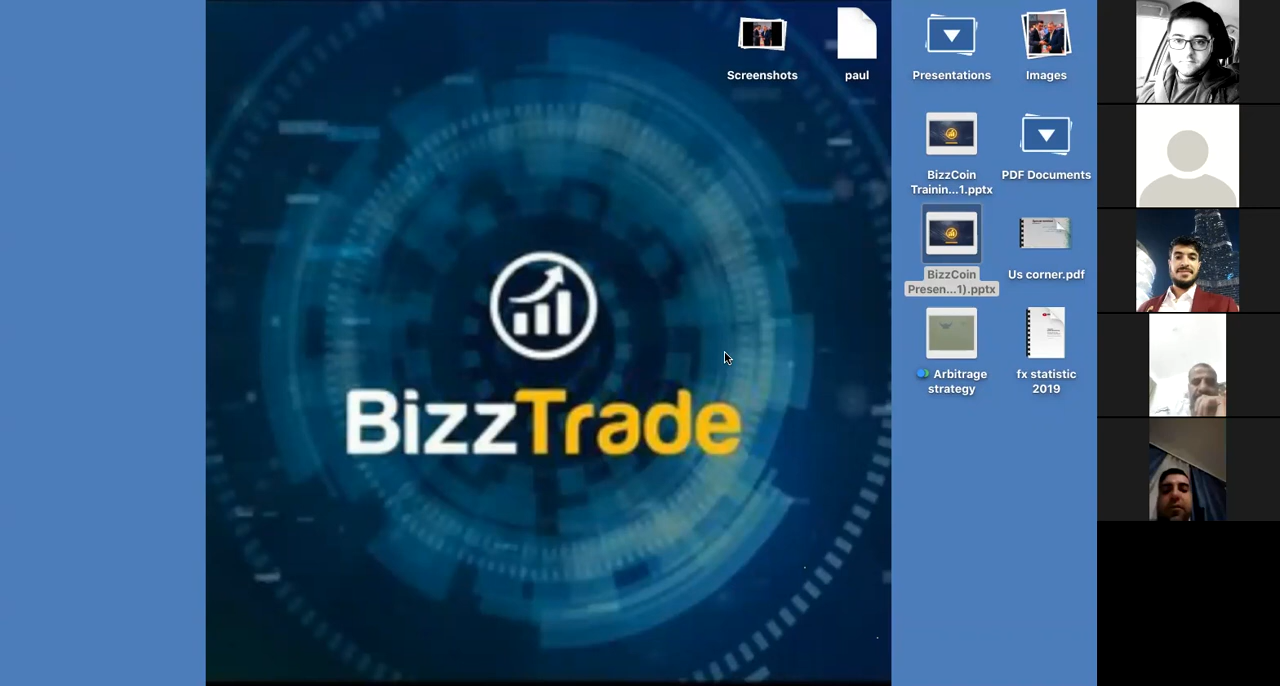 Screenshots
paul
Presentations
Images
BizzCoin
Trainin...1.pptx
PDF Documents
BizzCoin
Presen...1).pptx
Us corner.pdf
Arbitrage
strategy
fx statistic
2019
BizzTrade